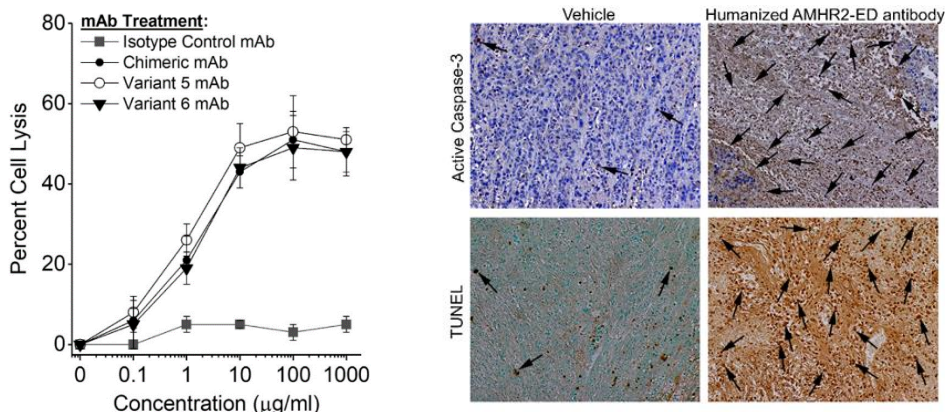 mAb Treatment:
Isotype Control mAb
Chimeric mAb
Variant 5 mAb
Variant 6 mAb
Percent Cell Lysis
80
60
40
20
0
0 0.1 1 10 100 1000
Concentration (µg/ml)
Vehicle
Humanized AMHR2-ED antibody
Active Caspase-3
TUNEL